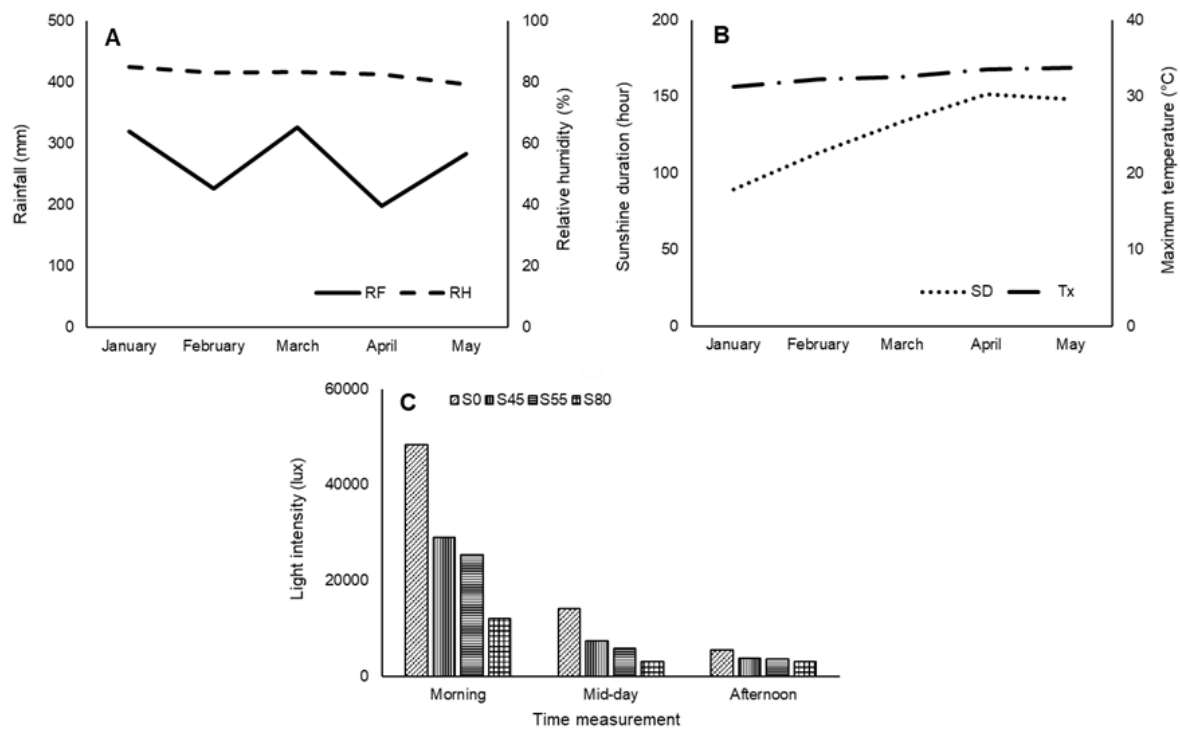 A
Rainfall (mm)
500
400
300
200
100
0
Relative humidity (%)
100
80
60
40
20
0
RF RH
January February March April May
B
Sunshine duration (hour)
200
150
100
50
0
Maximum temperature (°C)
40
30
20
10
0
SD Tx
January February March April May
C
S0 S45 S55 S80
Light intensity (lux)
60000
40000
20000
0
Morning Mid-day Afternoon
Time measurement